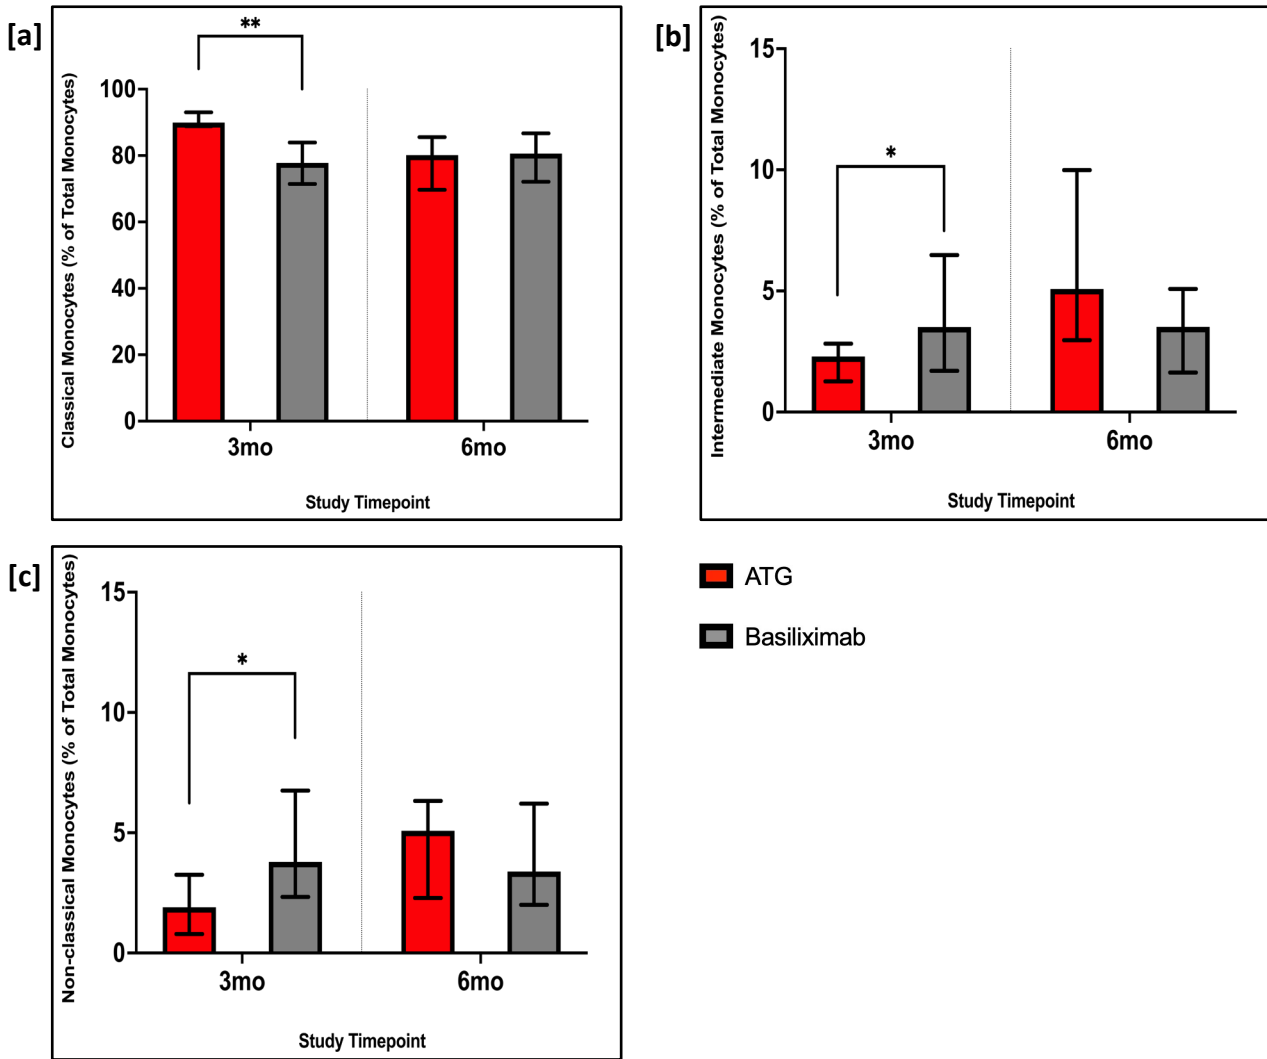 [a]
**
Classical Monocytes (% of Total Monocytes)
100
80
60
40
20
0
3mo
6mo
Study Timepoint
[b]
Intermediate Monocytes (% of Total Monocytes)
15
10
5
0
*
3mo
6mo
Study Timepoint
[c]
Non-classical Monocytes (% of Total Monocytes)
15
10
5
0
*
3mo
6mo
Study Timepoint
ATG
Basiliximab